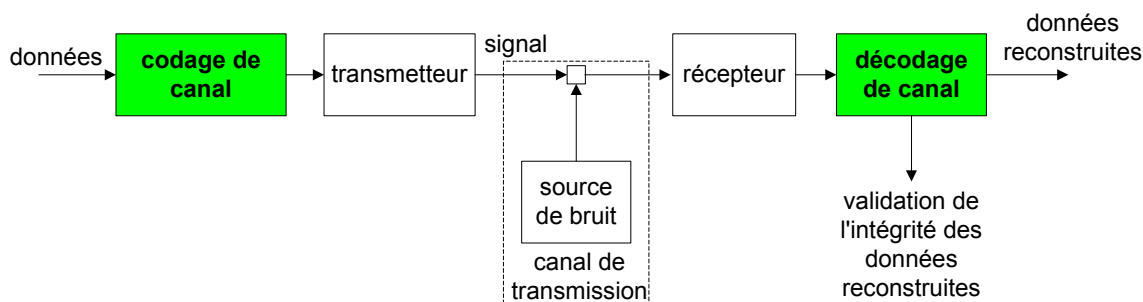 données
codage de
canal
transmetteur
signal
source
de bruit
canal de
transmission
récepteur
décodage
de canal
données
reconstruites
validation de
l'intégrité des
données
reconstruites